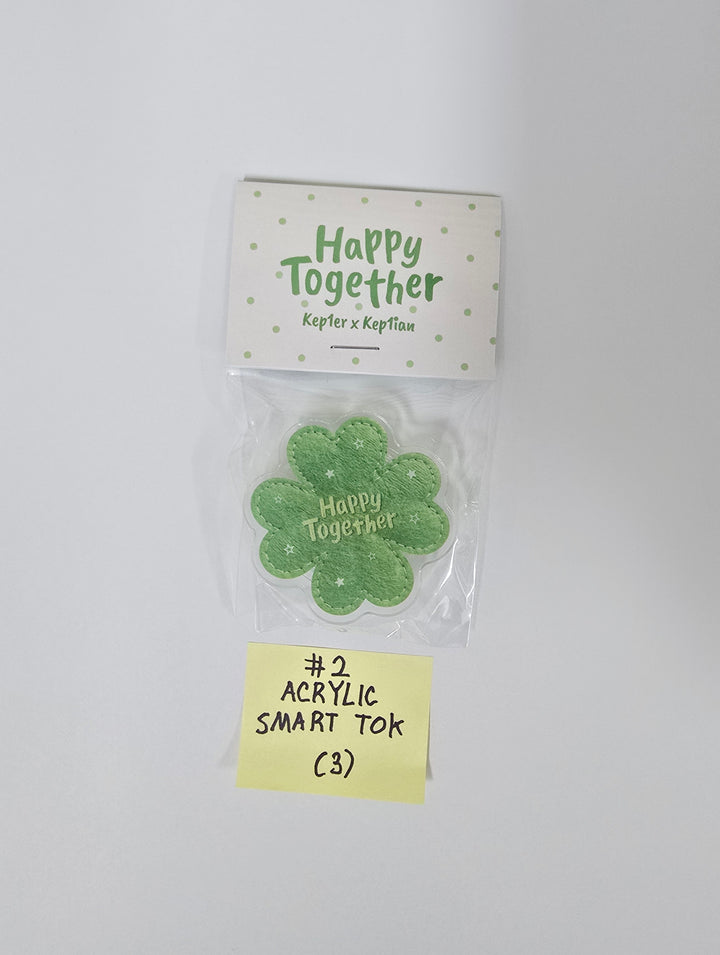 Happy
Together
Kep1er x Kep1ian
Happy
Together
#2
ACRYLIC
SMART TOK
(3)